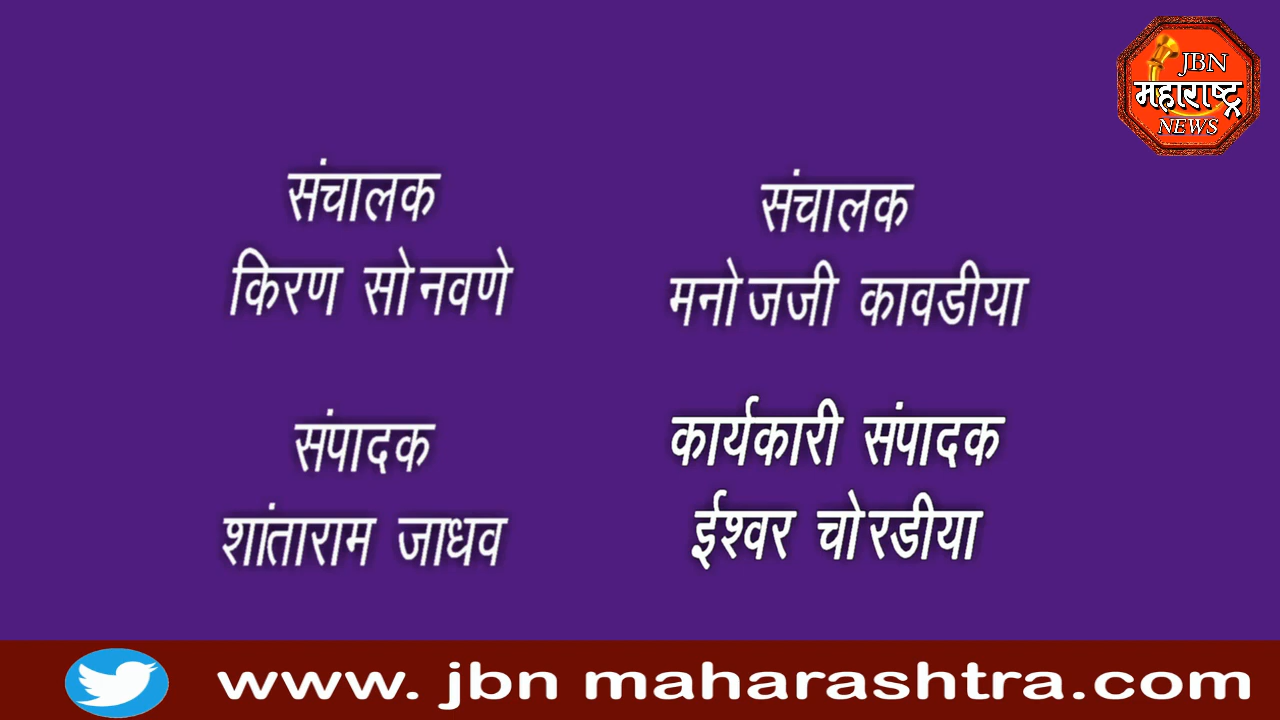 JBN
महाराष्ट्र
NEWS
संचालक
किरण सोनवणे
संचालक
मनोजजी कावडीया
संपादक
शांताराम जाधव
कार्यकारी संपादक
ईश्वर चोरडीया
www. jbn maharashtra.com